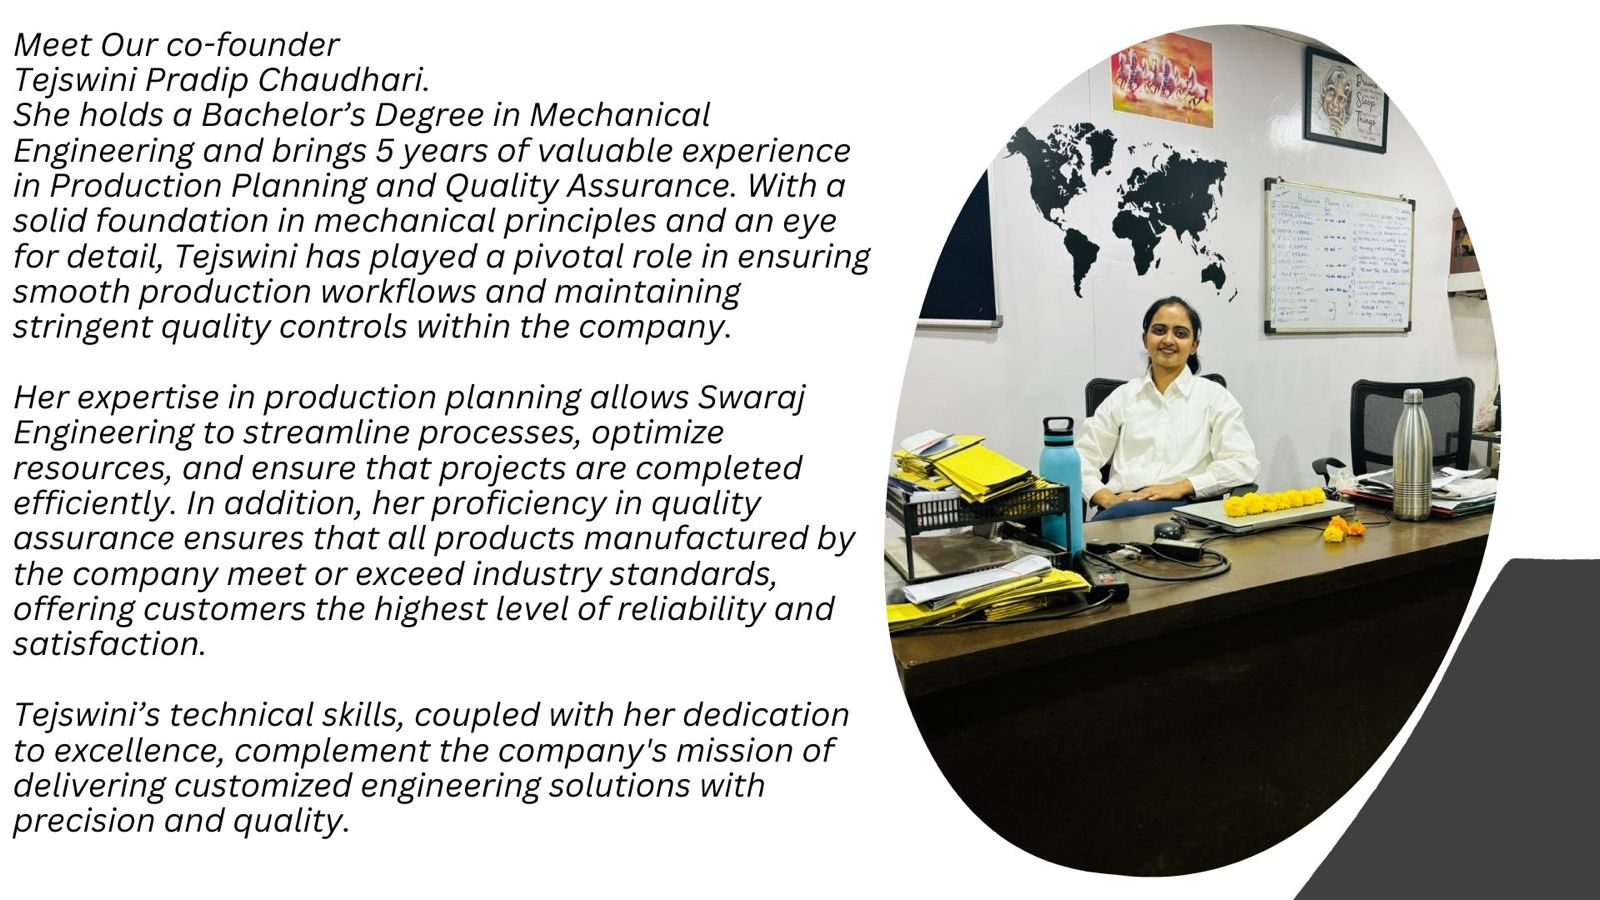 Meet Our co-founder
Tejswini Pradip Chaudhari.
She holds a Bachelor’s Degree in Mechanical
Engineering and brings 5 years of valuable experience
in Production Planning and Quality Assurance. With a
solid foundation in mechanical principles and an eye
for detail, Tejswini has played a pivotal role in ensuring
smooth production workflows and maintaining
stringent quality controls within the company.
Her expertise in production planning allows Swaraj
Engineering to streamline processes, optimize
resources, and ensure that projects are completed
efficiently. In addition, her proficiency in quality
assurance ensures that all products manufactured by
the company meet or exceed industry standards,
offering customers the highest level of reliability and
satisfaction.
Tejswini’s technical skills, coupled with her dedication
to excellence, complement the company's mission of
delivering customized engineering solutions with
precision and quality.
Sleep
Things
Production Planning